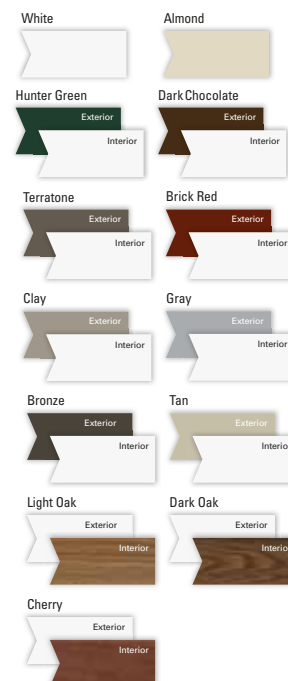 White
Almond
Hunter Green
Dark Chocolate
Exterior
Exterior
Interior
Interior
Terratone
Brick Red
Exterior
Exterior
Interior
Interior
Clay
Gray
Exterior
Exterior
Interior
Interior
Bronze
Tan
Exterior
Exterior
Interior
Interio
Light Oak
Dark Oak
Exterior
Exterior
Interior
Interio
Cherry
Exterior
Interior